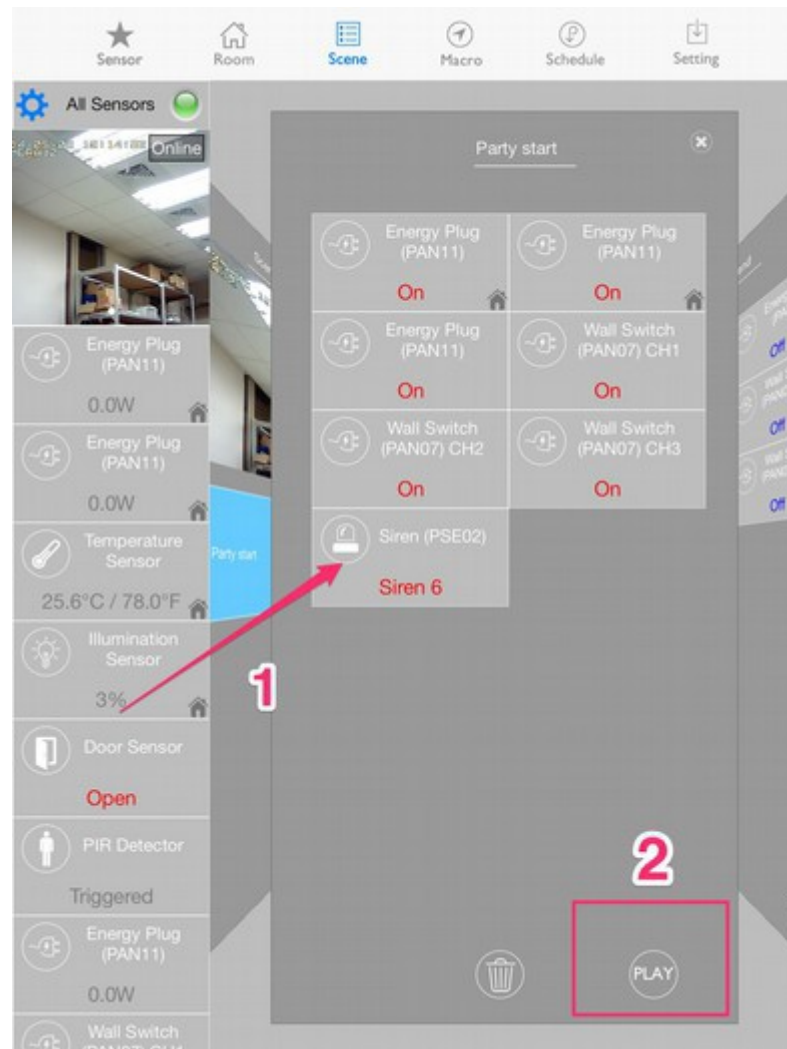 Sensor
Room
Scene
Macro
Schedule
Setting
All Sensors
Online
Energy Plug
(PAN11)
0.0W
Energy Plug
(PAN11)
0.0W
Temperature
Sensor
25.6°C / 78.0°F
Illumination
Sensor
3%
Door Sensor
Open
PIR Detector
Triggered
Energy Plug
(PAN11)
0.0W
Wall Switch
Party start
Party start
Energy Plug
(PAN11)
On
Energy Plug
(PAN11)
On
Energy Plug
(PAN11)
On
Wall Switch
(PAN07) CH1
On
Wall Switch
(PAN07) CH2
On
Wall Switch
(PAN07) CH3
On
Siren (PSE02)
Siren 6
1
2
PLAY
Off
Off
Off